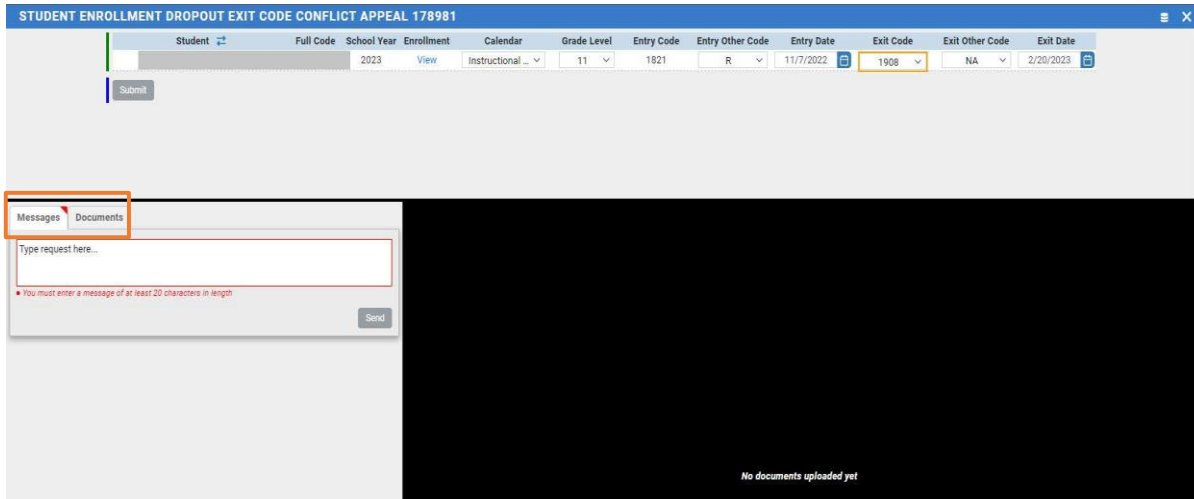 STUDENT ENROLLMENT DROPOUT EXIT CODE CONFLICT APPEAL 178981
Student Full Code School Year Enrollment Calendar Grade Level Entry Code Entry Other Code Entry Date Exit Code Exit Other Code Exit Date
2023 View Instructional ... 11 1821 R 11/7/2022 1908 NA 2/20/2023
Submit
Messages Documents
Type request here...
You must enter a message of at least 20 characters in length
Send
No documents uploaded yet